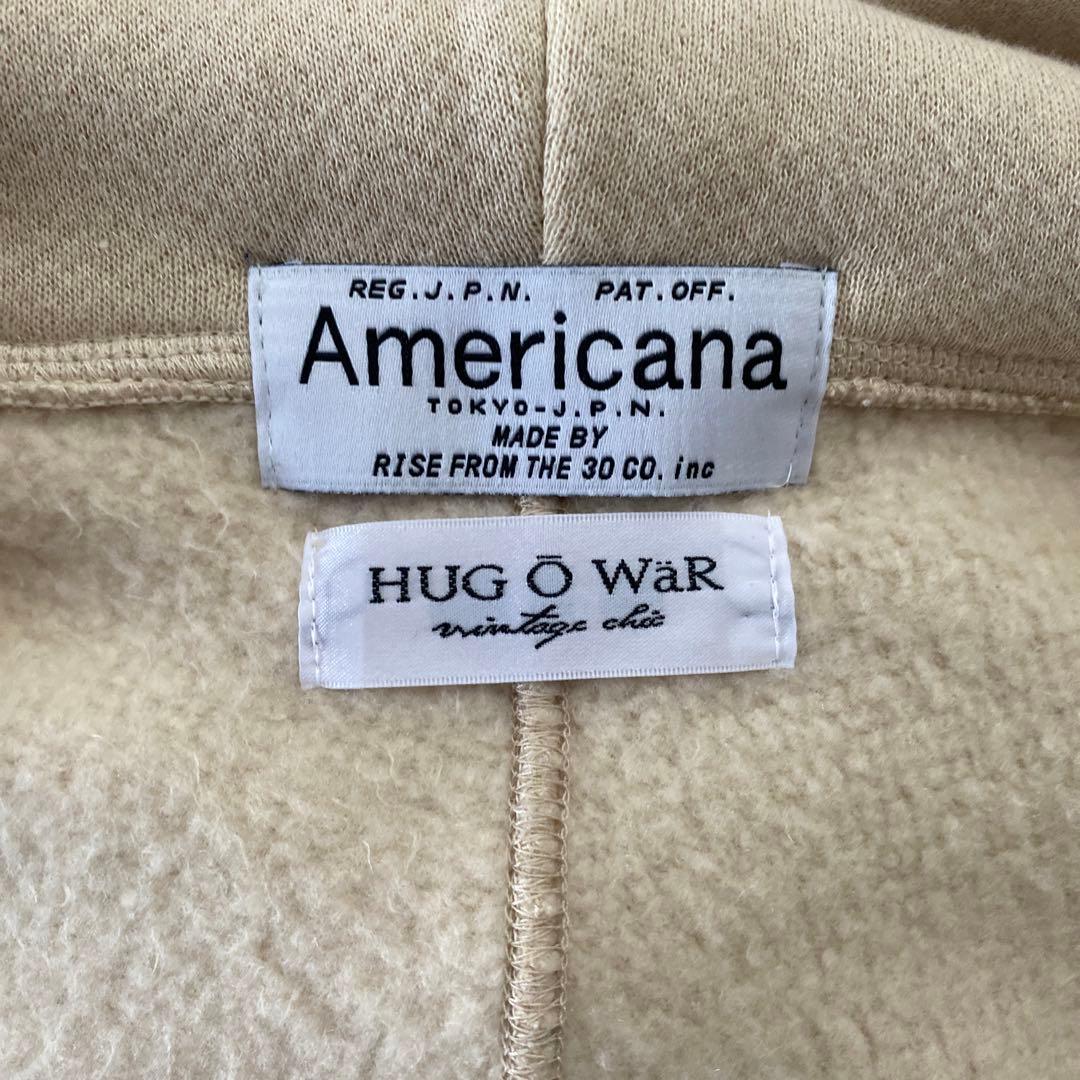 REG.J.P.N. PAT.OFF.
Americana
TOKYO-J.P.N.
MADE BY
RISE FROM THE 30 CO. inc
HUG Ō WäR
vintage chic